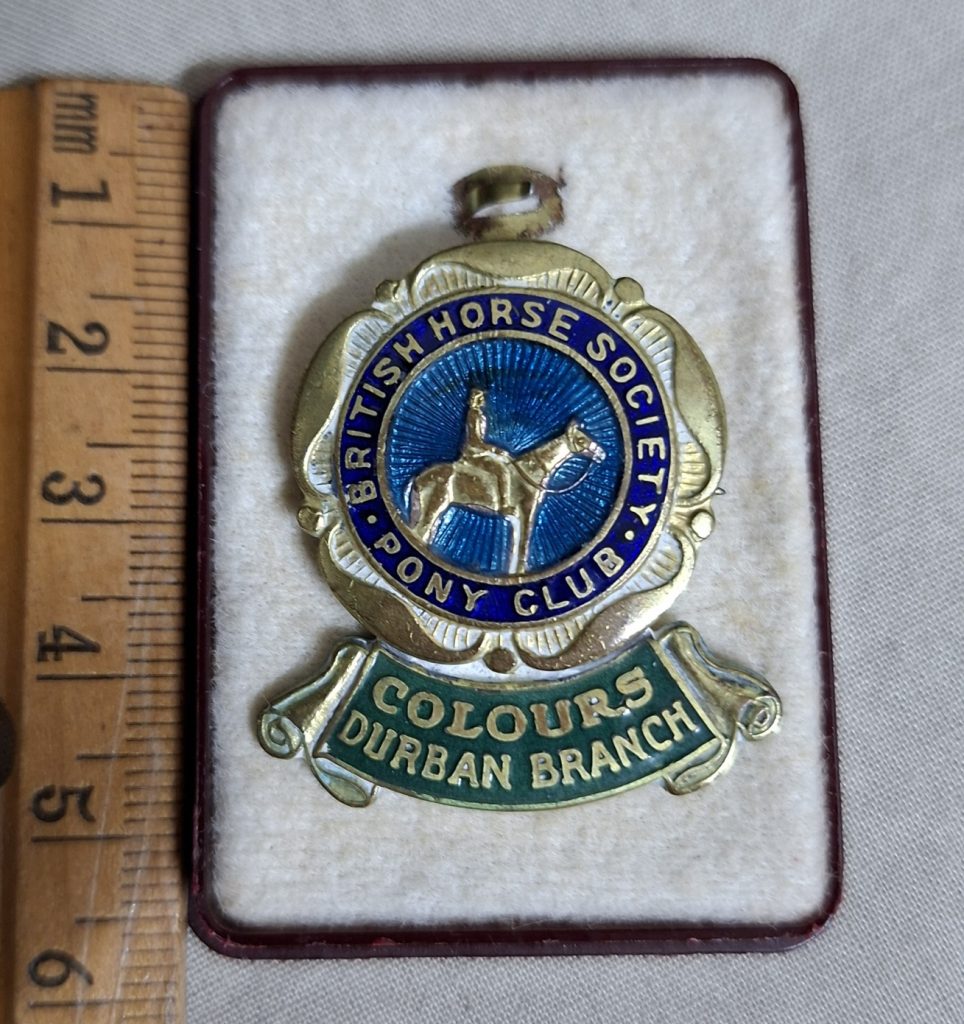 mm
1
2
3
4
5
6
BRITISH HORSE SOCIETY
· PONY CLUB ·
COLOURS
DURBAN BRANCH